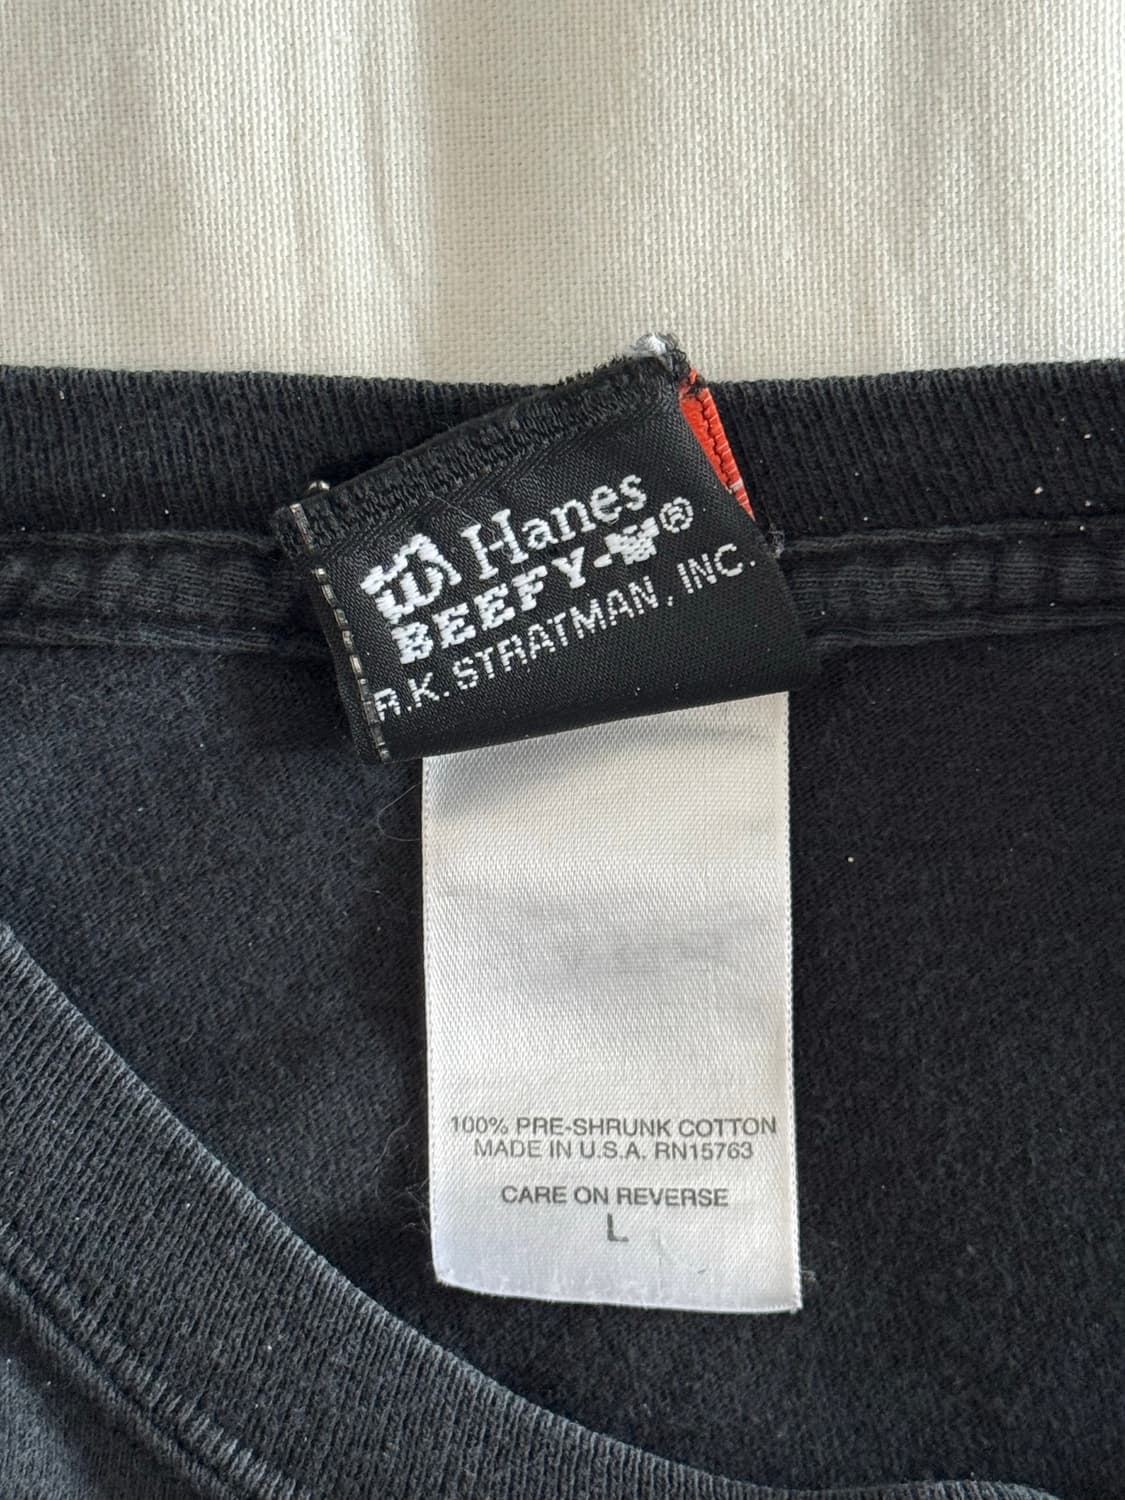 Hanes
BEEFY-T®
R.K. STRATMAN, INC.
100% PRE-SHRUNK COTTON
MADE IN U.S.A. RN15763
CARE ON REVERSE
L